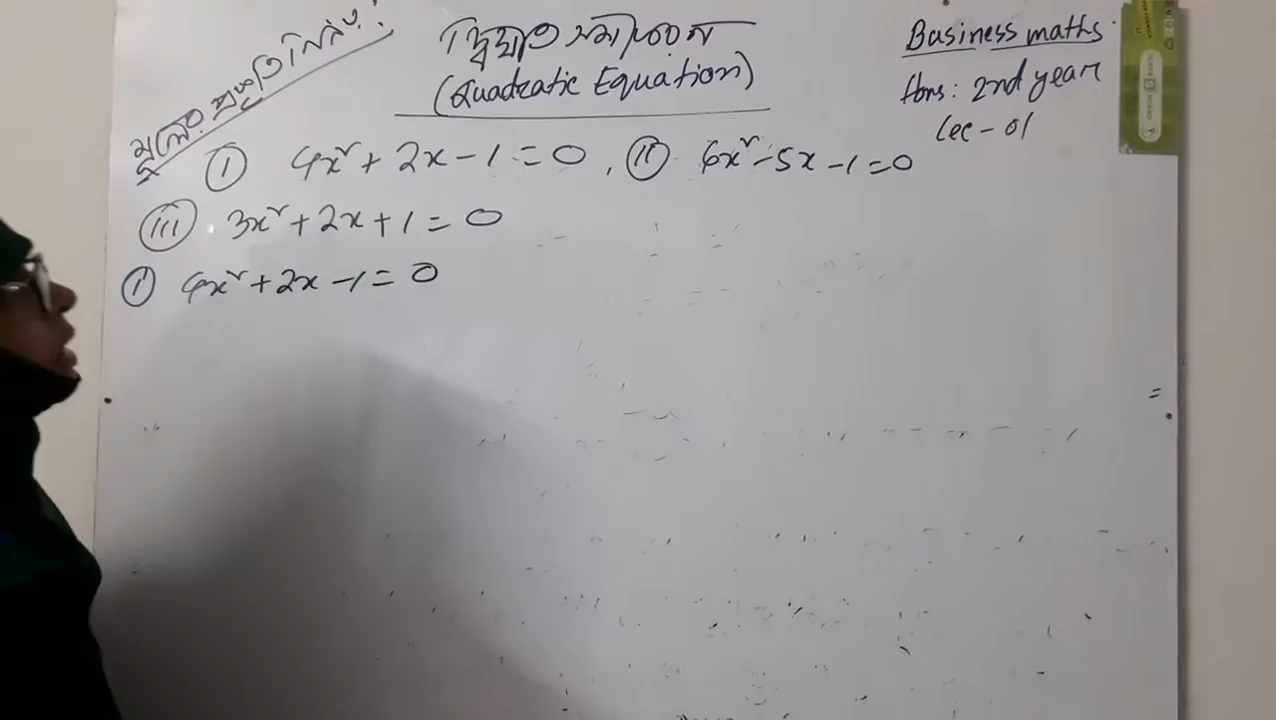 মূলের প্রকৃতি নির্ণয়:
দ্বিঘাত সমীকরণ
(Quadratic Equation)
Business maths
Hons: 2nd year
Lec - 01
(i) 4x² + 2x - 1 = 0, (ii) 6x² - 5x - 1 = 0
(iii) 3x² + 2x + 1 = 0
(i) 4x² + 2x - 1 = 0